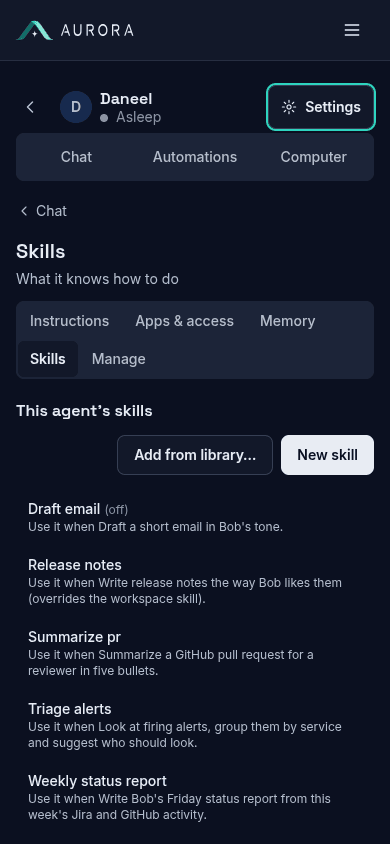 AURORA
D
Daneel
Asleep
Settings
Chat
Automations
Computer
Chat
Skills
What it knows how to do
Instructions
Apps & access
Memory
Skills
Manage
This agent's skills
Add from library...
New skill
Draft email (off)
Use it when Draft a short email in Bob's tone.
Release notes
Use it when Write release notes the way Bob likes them
(overrides the workspace skill).
Summarize pr
Use it when Summarize a GitHub pull request for a
reviewer in five bullets.
Triage alerts
Use it when Look at firing alerts, group them by service
and suggest who should look.
Weekly status report
Use it when Write Bob's Friday status report from this
week's Jira and GitHub activity.